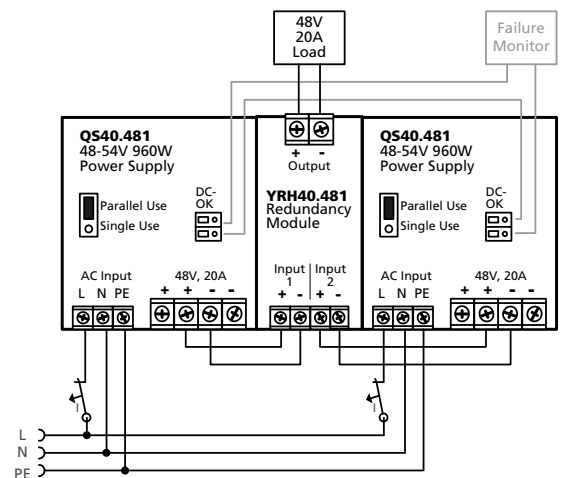 48V
20A
Load
Failure
Monitor
QS40.481
48-54V 960W
Power Supply
Parallel Use
Single Use
DC-
OK
AC Input
L N PE
48V, 20A
+ + - -
+ -
Output
YRH40.481
Redundancy
Module
Input
1
Input
2
+ - + -
QS40.481
48-54V 960W
Power Supply
Parallel Use
Single Use
DC-
OK
AC Input
L N PE
48V, 20A
+ + - -
I
I
L
N
PE